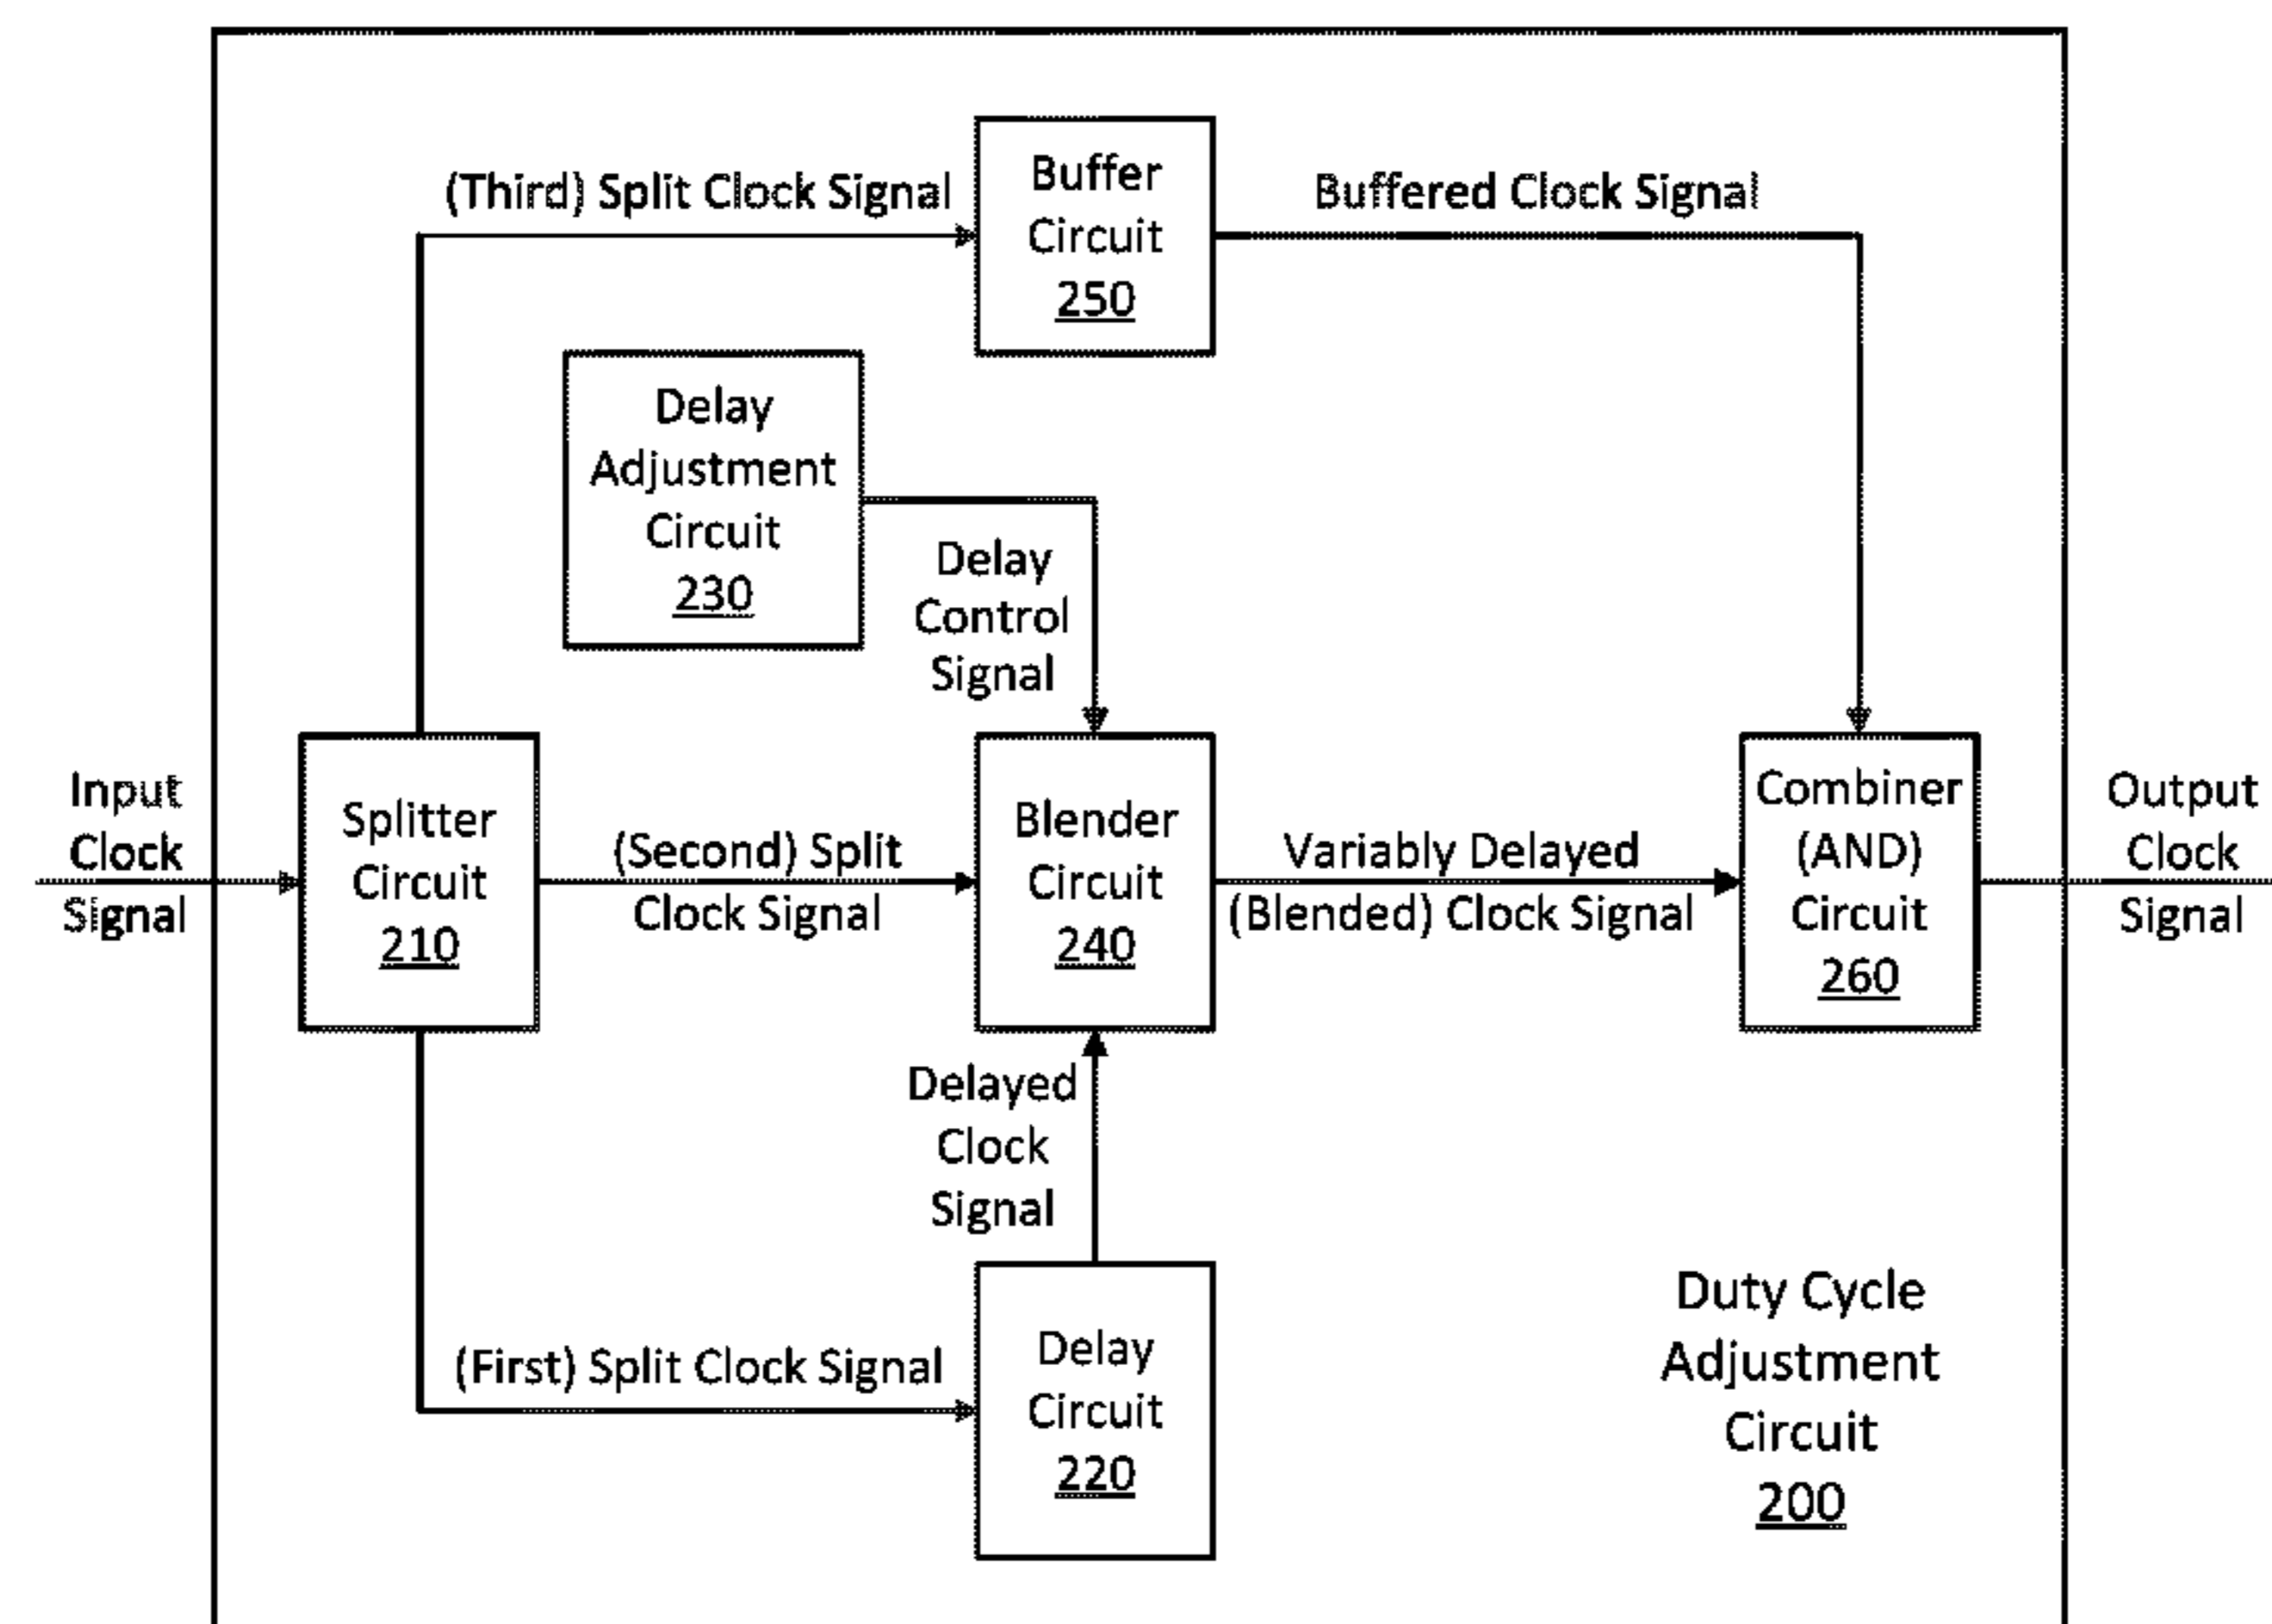 (Third) Split Clock Signal
Buffer
Circuit
250
Buffered Clock Signal
Delay
Adjustment
Circuit
230
Delay
Control
Signal
Input
Clock
Signal
Splitter
Circuit
210
(Second) Split
Clock Signal
Blender
Circuit
240
Variably Delayed
(Blended) Clock Signal
Combiner
(AND)
Circuit
260
Output
Clock
Signal
Delayed
Clock
Signal
(First) Split Clock Signal
Delay
Circuit
220
Duty Cycle
Adjustment
Circuit
200